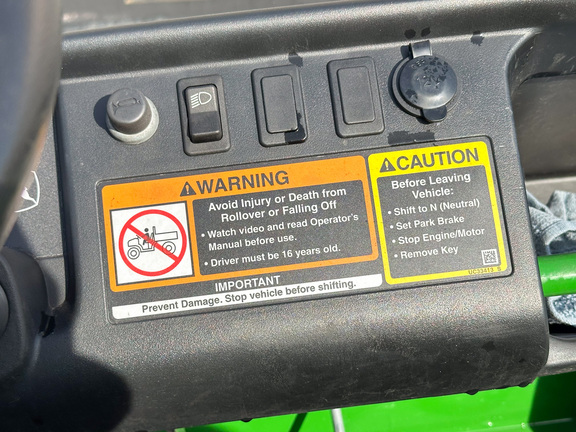 WARNING
Avoid Injury or Death from
Rollover or Falling Off
• Watch video and read Operator's
Manual before use.
• Driver must be 16 years old.
IMPORTANT
Prevent Damage. Stop vehicle before shifting.
CAUTION
Before Leaving
Vehicle:
• Shift to N (Neutral)
• Set Park Brake
• Stop Engine/Motor
• Remove Key